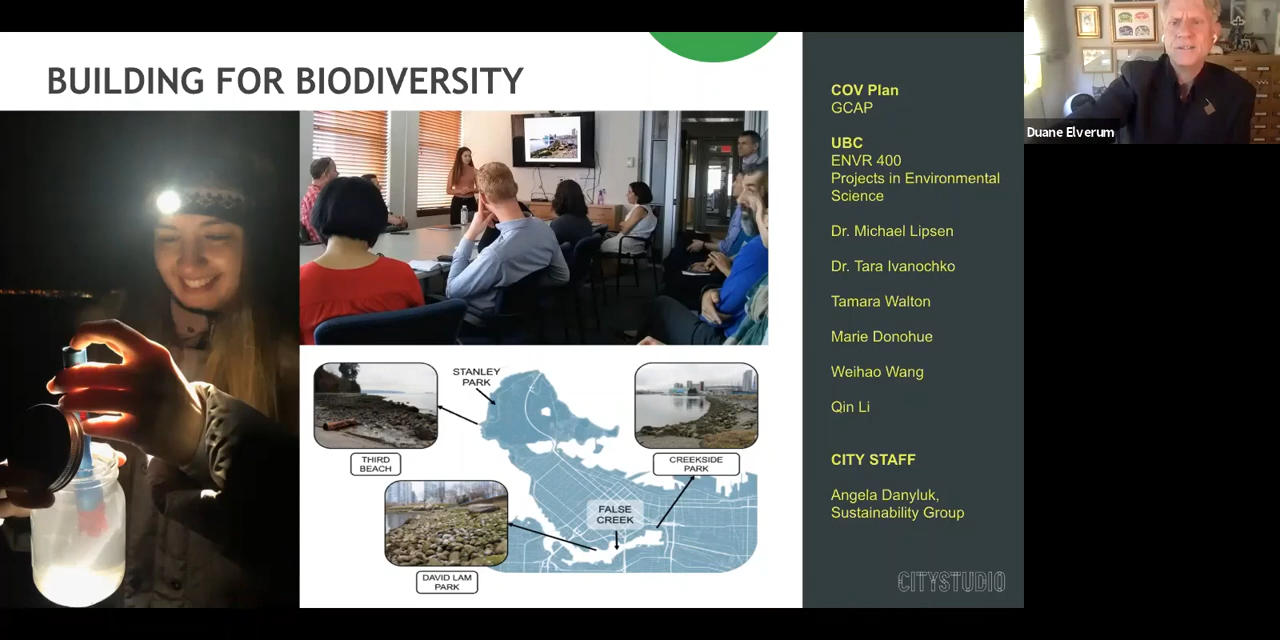 BUILDING FOR BIODIVERSITY
STANLEY
PARK
THIRD
BEACH
CREEKSIDE
PARK
FALSE
CREEK
DAVID LAM
PARK
COV Plan
GCAP
UBC
ENVR 400
Projects in Environmental
Science
Dr. Michael Lipsen
Dr. Tara Ivanochko
Tamara Walton
Marie Donohue
Weihao Wang
Qin Li
CITY STAFF
Angela Danyluk,
Sustainability Group
CITYSTUDIO
Duane Elverum